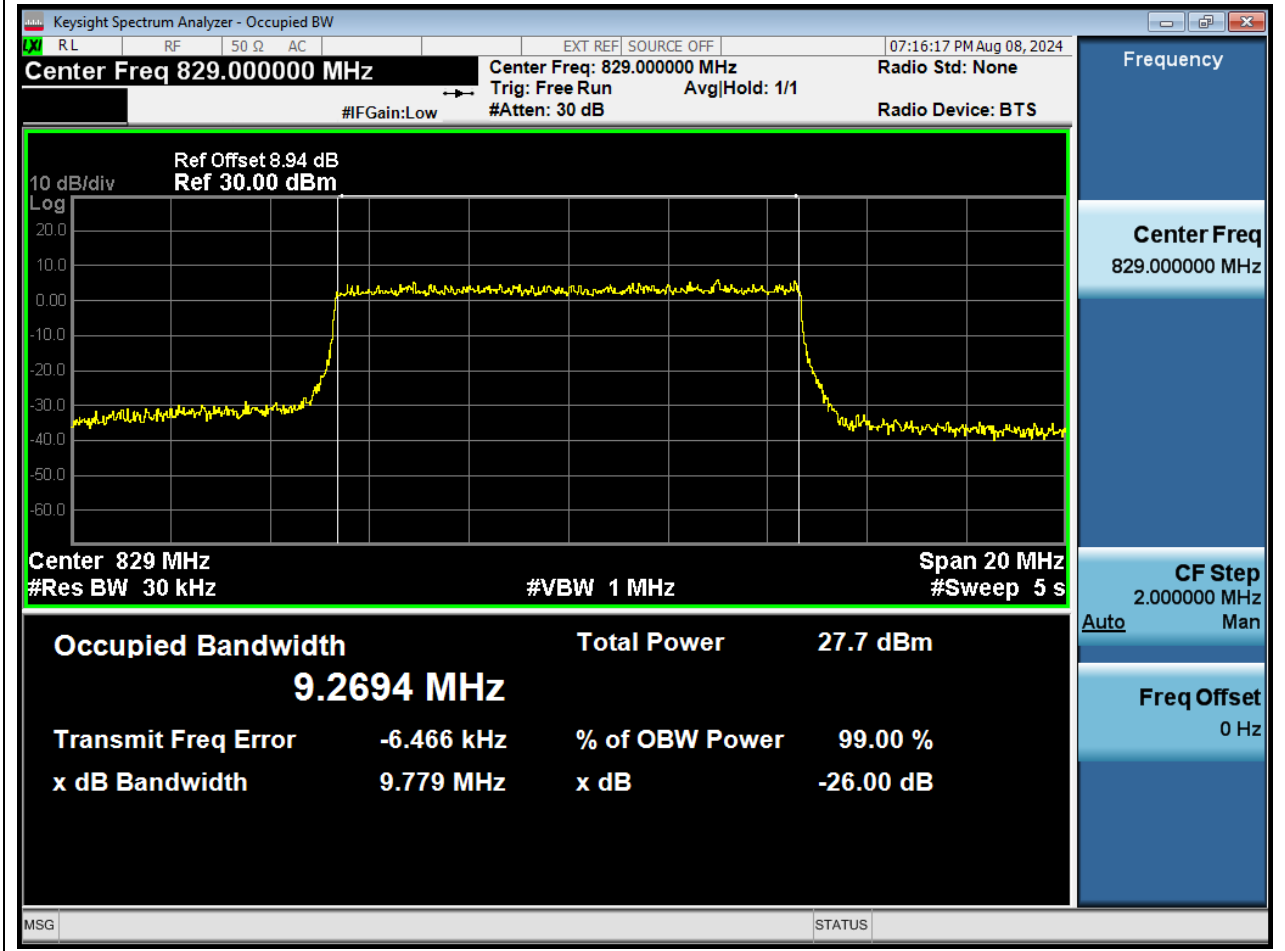 Keysight Spectrum Analyzer - Occupied BW
LXI RL RF 50 Ω AC EXT REF SOURCE OFF 07:16:17 PM Aug 08, 2024
Center Freq 829.000000 MHz
Center Freq: 829.000000 MHz
Radio Std: None
Trig: Free Run Avg|Hold: 1/1
#IFGain:Low
#Atten: 30 dB
Radio Device: BTS
Ref Offset 8.94 dB
10 dB/div Ref 30.00 dBm
Log
20.0
10.0
0.00
-10.0
-20.0
-30.0
-40.0
-50.0
-60.0
Center 829 MHz Span 20 MHz
#Res BW 30 kHz #VBW 1 MHz #Sweep 5 s
Occupied Bandwidth Total Power 27.7 dBm
9.2694 MHz
Transmit Freq Error -6.466 kHz % of OBW Power 99.00 %
x dB Bandwidth 9.779 MHz x dB -26.00 dB
MSG STATUS
Frequency
Center Freq
829.000000 MHz
CF Step
2.000000 MHz
Auto Man
Freq Offset
0 Hz